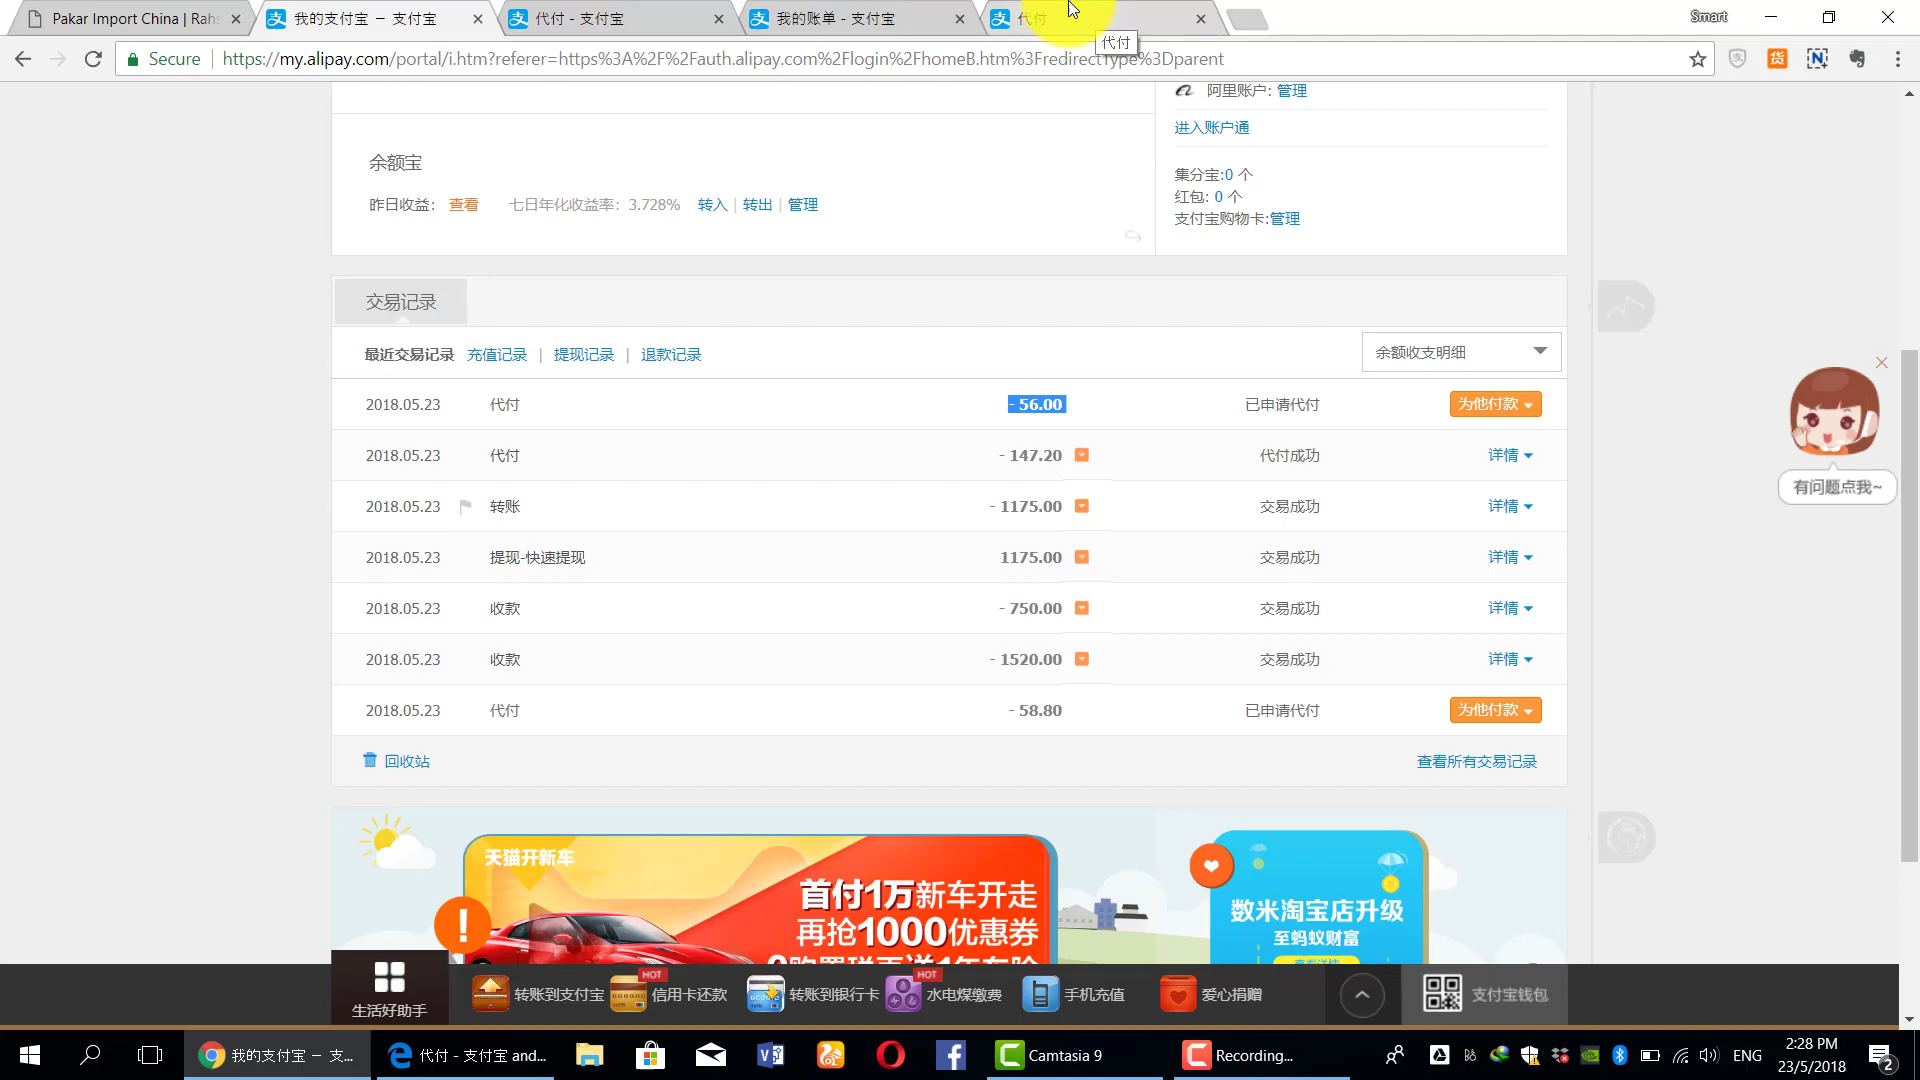 Pakar Import China | Rahs
我的支付宝 － 支付宝
代付 - 支付宝
我的账单 - 支付宝
代付
Smart
代付
Secure
https://my.alipay.com/portal/i.htm?referer=https%3A%2F%2Fauth.alipay.com%2Flogin%2FhomeB.htm%3FredirectType%3Dparent
阿里账户: 管理
进入账户通
余额宝
昨日收益： 查看 七日年化收益率： 3.728% 转入 | 转出 | 管理
集分宝:0 个
红包: 0 个
支付宝购物卡:管理
交易记录
最近交易记录 充值记录 | 提现记录 | 退款记录
余额收支明细
2018.05.23 代付 - 56.00 已申请代付 为他付款
2018.05.23 代付 - 147.20 代付成功 详情
2018.05.23 转账 - 1175.00 交易成功 详情
2018.05.23 提现-快速提现 1175.00 交易成功 详情
2018.05.23 收款 - 750.00 交易成功 详情
2018.05.23 收款 - 1520.00 交易成功 详情
2018.05.23 代付 - 58.80 已申请代付 为他付款
回收站
查看所有交易记录
有问题点我~
天猫开新车
首付1万新车开走
再抢1000优惠券
数米淘宝店升级
至蚂蚁财富
生活好助手
转账到支付宝
HOT
信用卡还款
转账到银行卡
HOT
水电煤缴费
手机充值
爱心捐赠
支付宝钱包
我的支付宝 － 支...
代付 - 支付宝 and...
Camtasia 9
Recording...
ENG
2:28 PM
23/5/2018
2